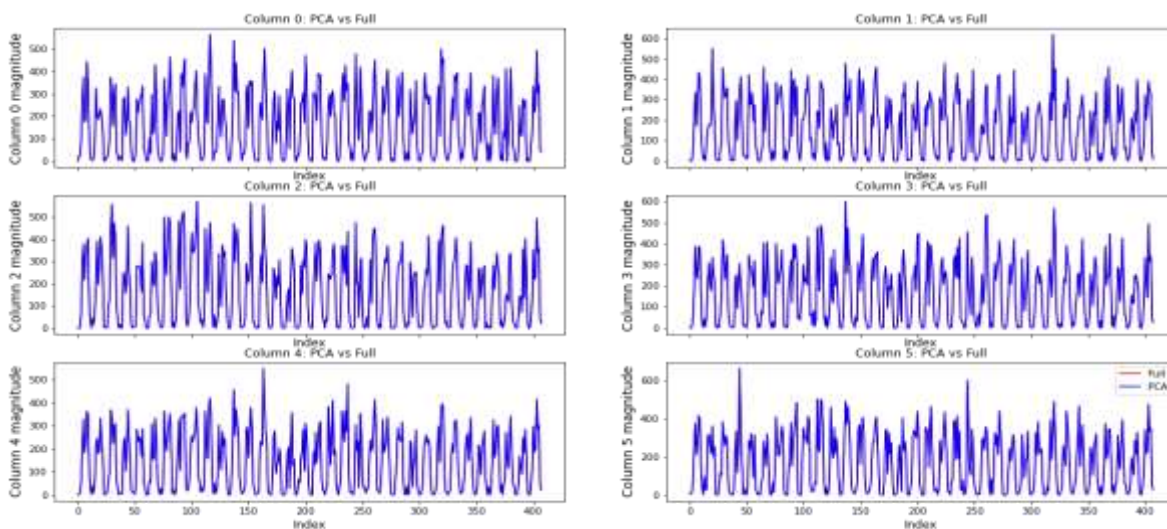 Column 0: PCA vs Full
Column 0 magnitude
500
400
300
200
100
0
Index
Column 1: PCA vs Full
Column 1 magnitude
600
500
400
300
200
100
0
Index
Column 2: PCA vs Full
Column 2 magnitude
500
400
300
200
100
0
Index
Column 3: PCA vs Full
Column 3 magnitude
600
500
400
300
200
100
0
Index
Column 4: PCA vs Full
Column 4 magnitude
500
400
300
200
100
0
0 50 100 150 200 250 300 350 400
Index
Column 5: PCA vs Full
Column 5 magnitude
600
400
200
0
Full
PCA
0 50 100 150 200 250 300 350 400
Index